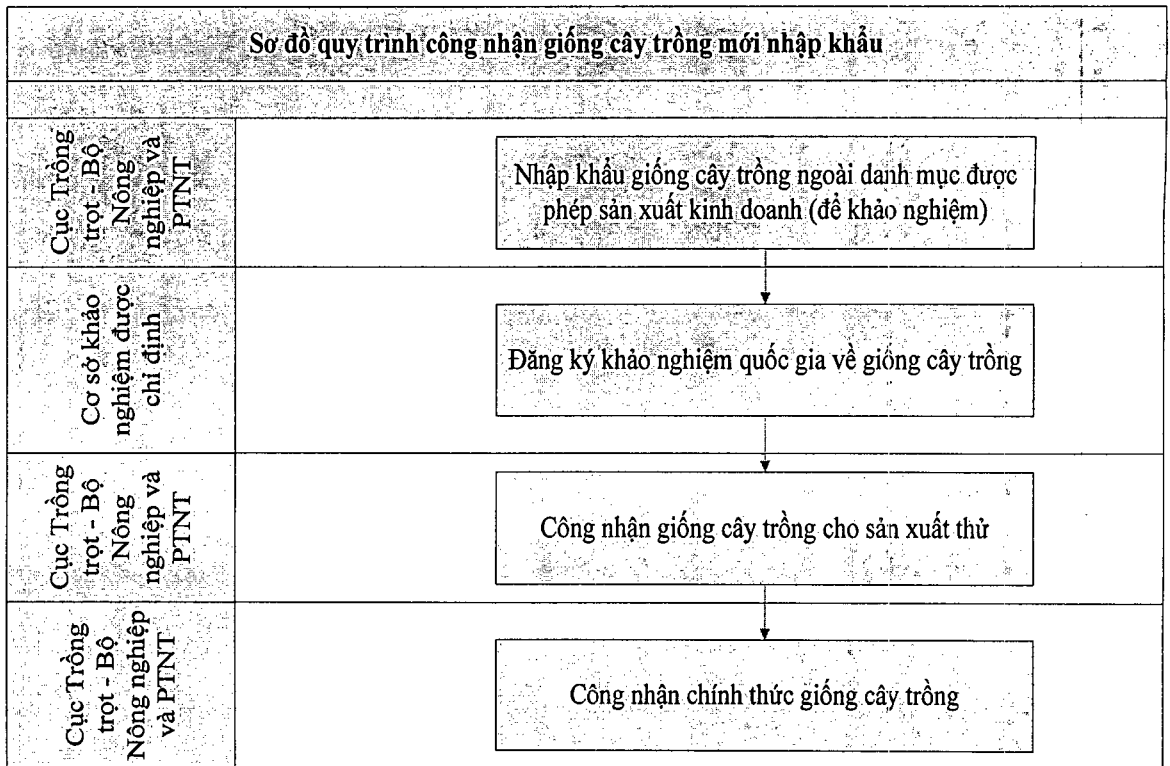 Sơ đồ quy trình công nhận giống cây trồng mới nhập khẩu
Cục Trồng
trọt - Bộ
Nông
nghiệp và
PTNT
Nhập khẩu giống cây trồng ngoài danh mục được
phép sản xuất kinh doanh (để khảo nghiệm)
Cơ sở khảo
nghiệm được
chỉ định
Đăng ký khảo nghiệm quốc gia về giống cây trồng
Cục Trồng
trọt - Bộ
Nông
nghiệp và
PTNT
Công nhận giống cây trồng cho sản xuất thử
Cục Trồng
trọt - Bộ
Nông nghiệp
và PTNT
Công nhận chính thức giống cây trồng